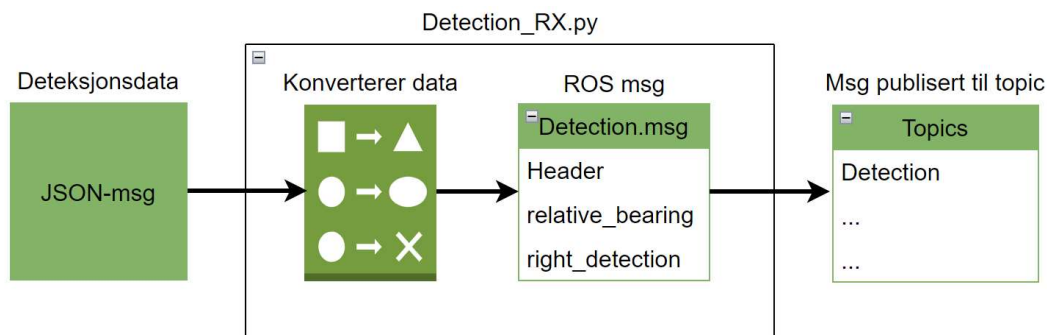 Detection_RX.py
Deteksjonsdata
JSON-msg
Konverterer data
ROS msg
Detection.msg
Header
relative_bearing
right_detection
Msg publisert til topic
Topics
Detection
...
...